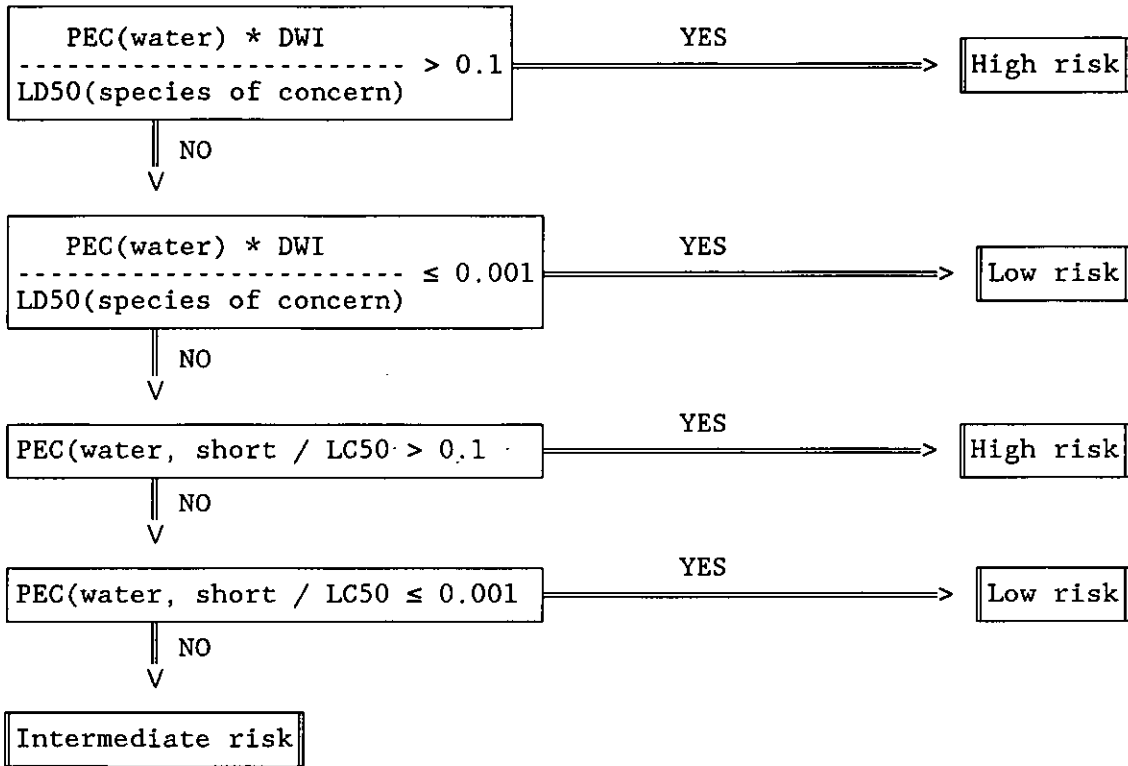 PEC(water) * DWI
YES
----------------------- > 0.1
High risk
LD50(species of concern)
NO
PEC(water) * DWI
YES
----------------------- ≤ 0.001
Low risk
LD50(species of concern)
NO
YES
PEC(water, short / LC50 > 0.1
High risk
NO
YES
PEC(water, short / LC50 ≤ 0.001
Low risk
NO
Intermediate risk